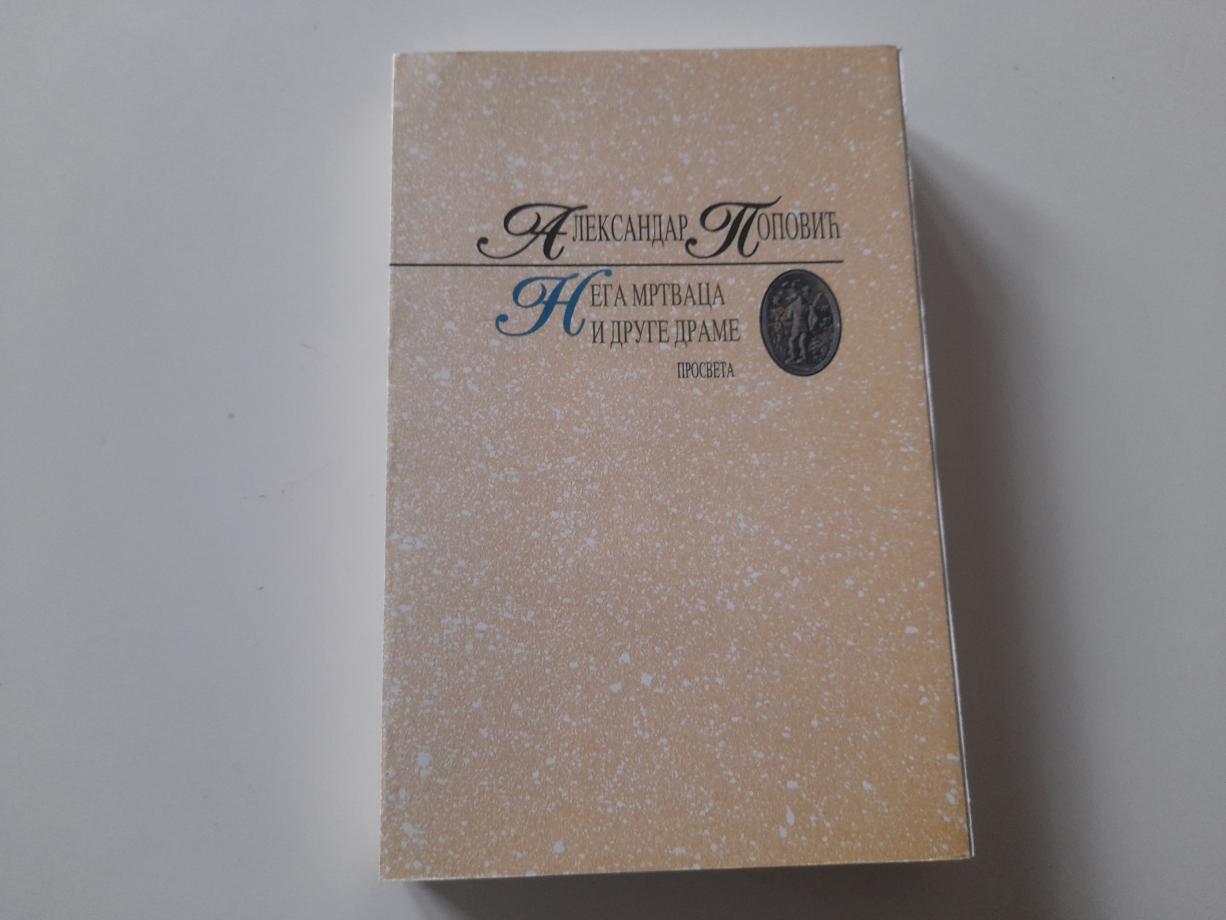 Александар Поповић
Нега мртваца
и друге драме
Просвета